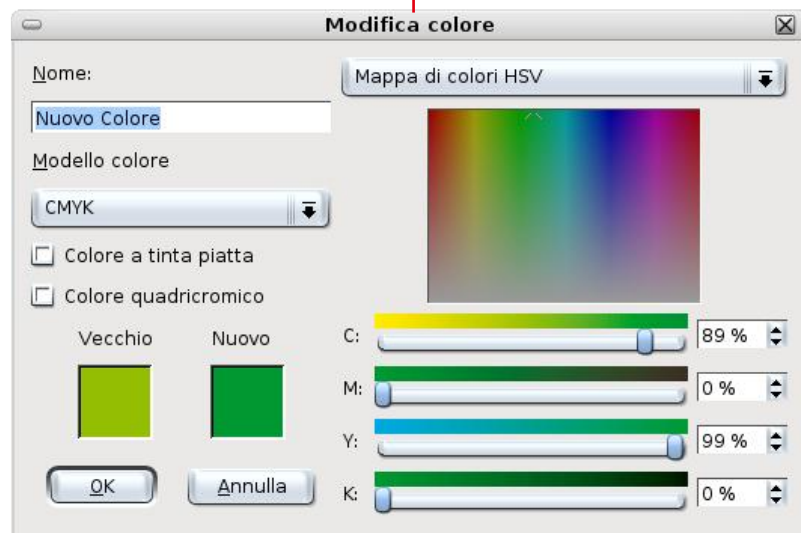 Modifica colore
Nome:
Nuovo Colore
Modello colore
CMYK
Colore a tinta piatta
Colore quadricromico
Vecchio Nuovo
OK Annulla
Mappa di colori HSV
C: 89 %
M: 0 %
Y: 99 %
K: 0 %